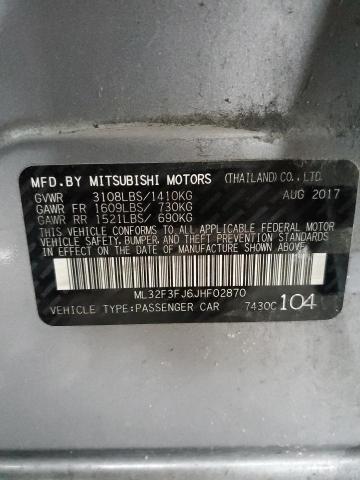 MFD.BY MITSUBISHI MOTORS (THAILAND)CO.,LTD.
GVWR 3108LBS/1410KG AUG 2017
GAWR FR 1609LBS/ 730KG
GAWR RR 1521LBS/ 690KG
THIS VEHICLE CONFORMS TO ALL APPLICABLE FEDERAL MOTOR
VEHICLE SAFETY, BUMPER, AND THEFT PREVENTION STANDARDS
IN EFFECT ON THE DATE OF MANUFACTURE SHOWN ABOVE.
ML32F3FJ6JHF02870
VEHICLE TYPE:PASSENGER CAR 7430C 104